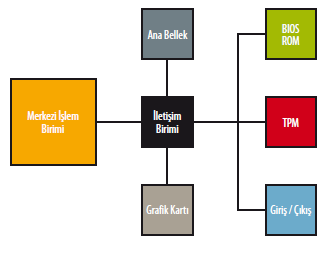 Ana Bellek
BIOS
ROM
Merkezi İşlem
Birimi
İletişim
Birimi
TPM
Grafik Kartı
Giriş / Çıkış